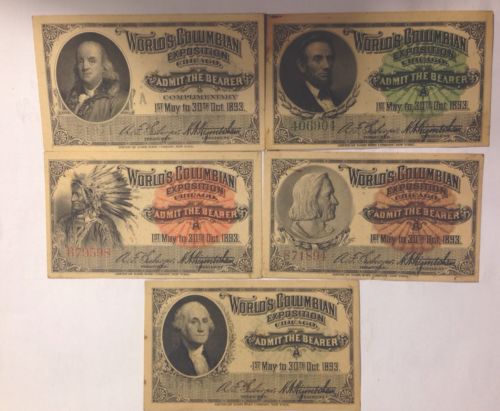 WORLD'S COLUMBIAN
EXPOSITION
CHICAGO,
ADMIT THE BEARER
A
COMPLIMENTARY
1ST May to 30TH Oct. 1893.
WORLD'S COLUMBIAN
EXPOSITION
CHICAGO,
ADMIT THE BEARER
A
1ST May to 30TH Oct. 1893.
406904
WORLD'S COLUMBIAN
EXPOSITION
CHICAGO,
ADMIT THE BEARER
A
1ST May to 30TH Oct. 1893.
79598
WORLD'S COLUMBIAN
EXPOSITION
CHICAGO,
ADMIT THE BEARER
A
1ST May to 30TH Oct. 1893.
71894
WORLD'S COLUMBIAN
EXPOSITION
CHICAGO,
ADMIT THE BEARER
A
1ST May to 30TH Oct. 1893.